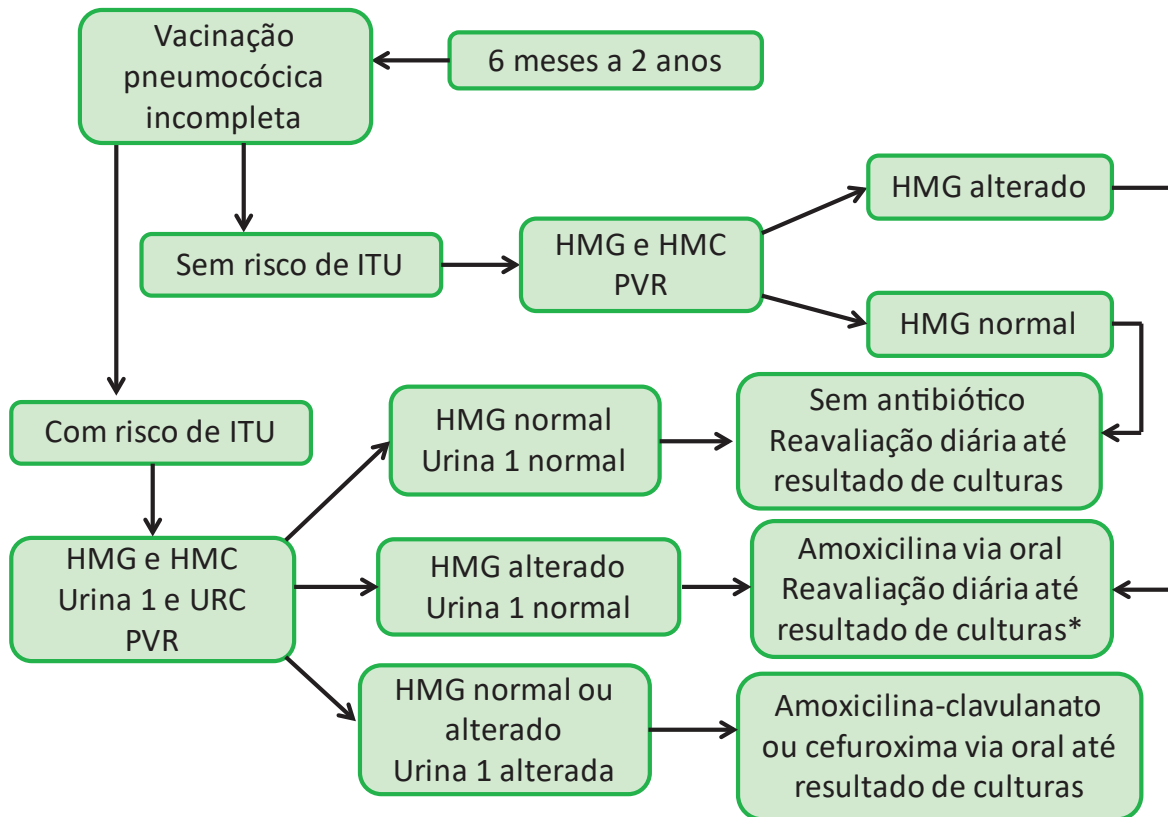 Vacinação
pneumocócica
incompleta
6 meses a 2 anos
HMG alterado
Sem risco de ITU
HMG e HMC
PVR
HMG normal
Com risco de ITU
HMG normal
Urina 1 normal
Sem antibiótico
Reavaliação diária até
resultado de culturas
HMG e HMC
Urina 1 e URC
PVR
HMG alterado
Urina 1 normal
Amoxicilina via oral
Reavaliação diária até
resultado de culturas*
HMG normal ou
alterado
Urina 1 alterada
Amoxicilina-clavulanato
ou cefuroxima via oral até
resultado de culturas